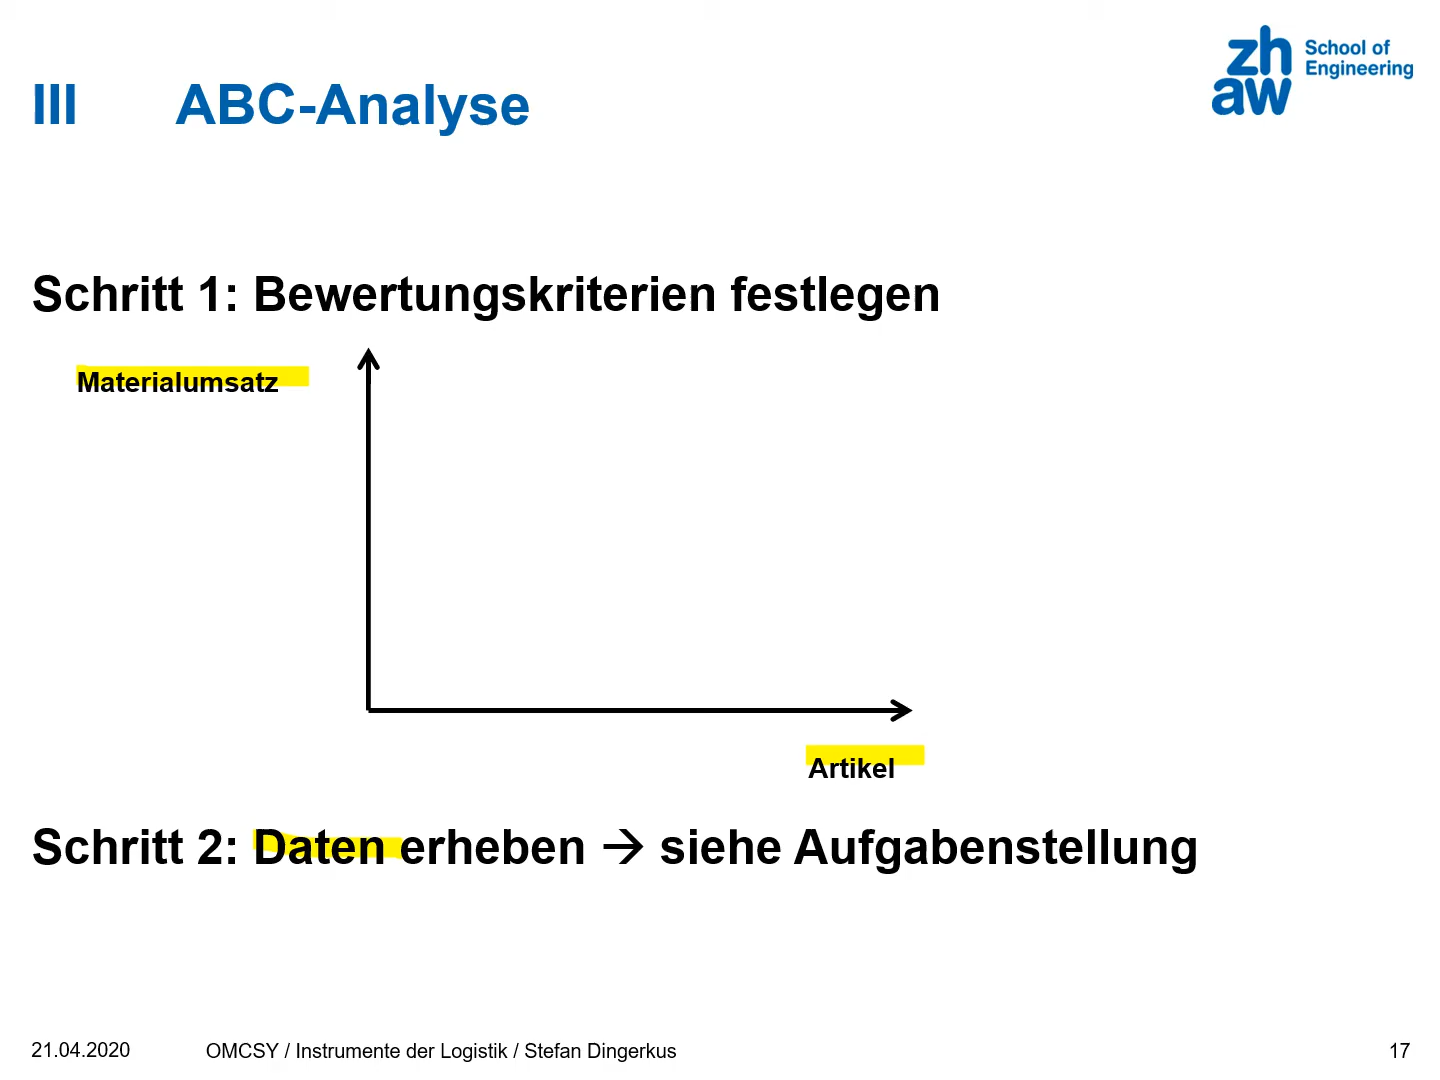 zh
aw
School of
Engineering
III ABC-Analyse
Schritt 1: Bewertungskriterien festlegen
Materialumsatz
Artikel
Schritt 2: Daten erheben → siehe Aufgabenstellung
21.04.2020 OMCSY / Instrumente der Logistik / Stefan Dingerkus 17